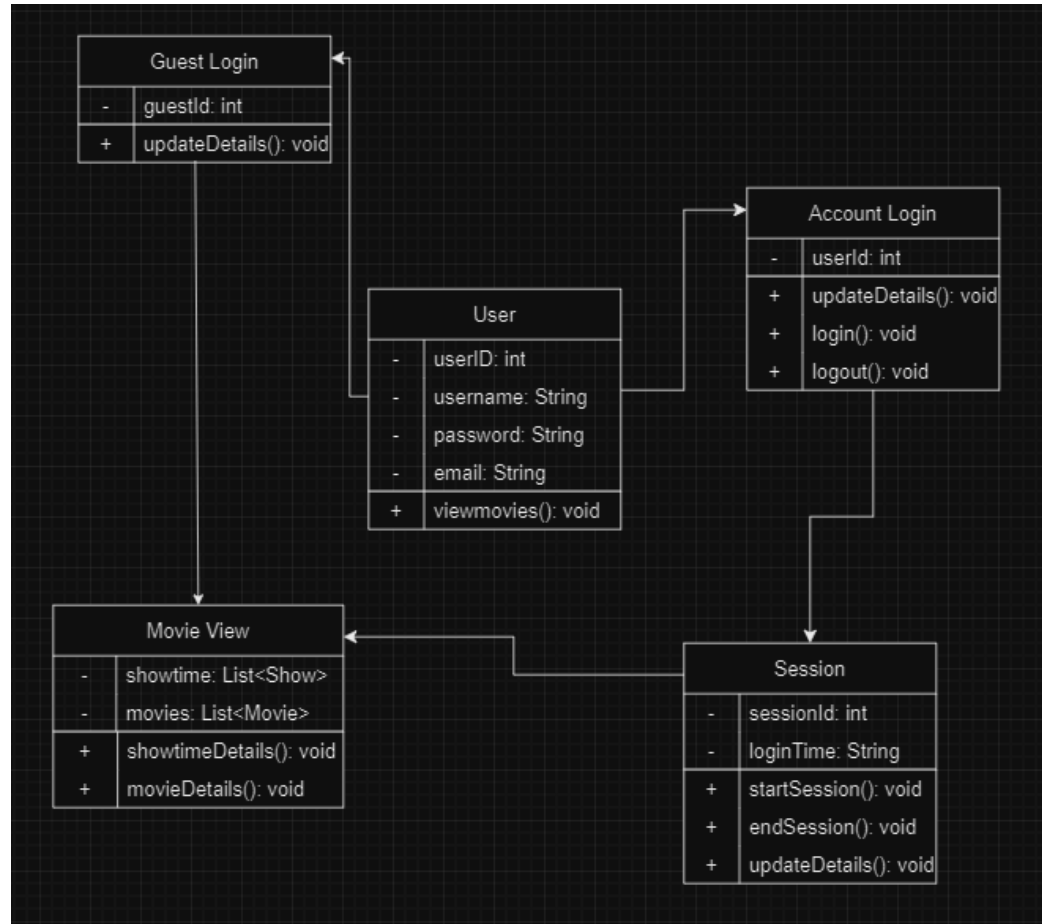 Guest Login
- guestId: int
+ updateDetails(): void
Account Login
- userId: int
+ updateDetails(): void
+ login(): void
+ logout(): void
User
- userID: int
- username: String
- password: String
- email: String
+ viewmovies(): void
Movie View
- showtime: List<Show>
- movies: List<Movie>
+ showtimeDetails(): void
+ movieDetails(): void
Session
- sessionId: int
- loginTime: String
+ startSession(): void
+ endSession(): void
+ updateDetails(): void